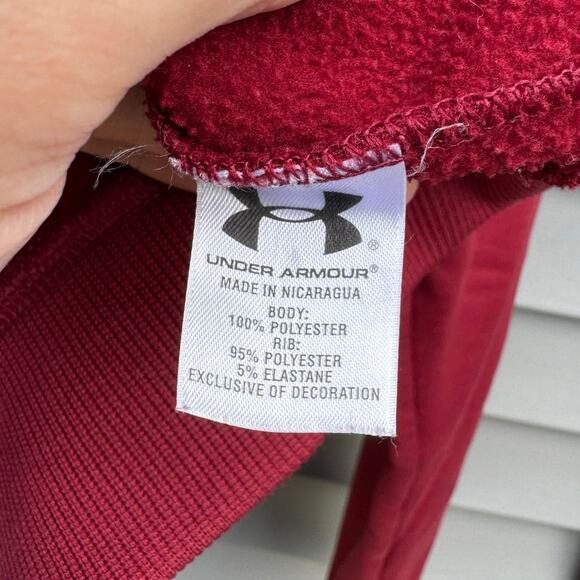 UNDER ARMOUR®
MADE IN NICARAGUA
BODY:
100% POLYESTER
RIB:
95% POLYESTER
5% ELASTANE
EXCLUSIVE OF DECORATION